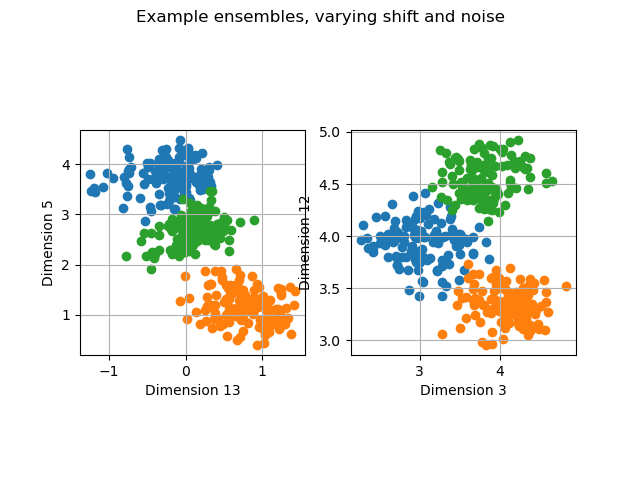 Example ensembles, varying shift and noise
4
3
2
1
Dimension 5
−1
0
1
Dimension 13
5.0
4.5
4.0
3.5
3.0
Dimension 12
3
4
Dimension 3